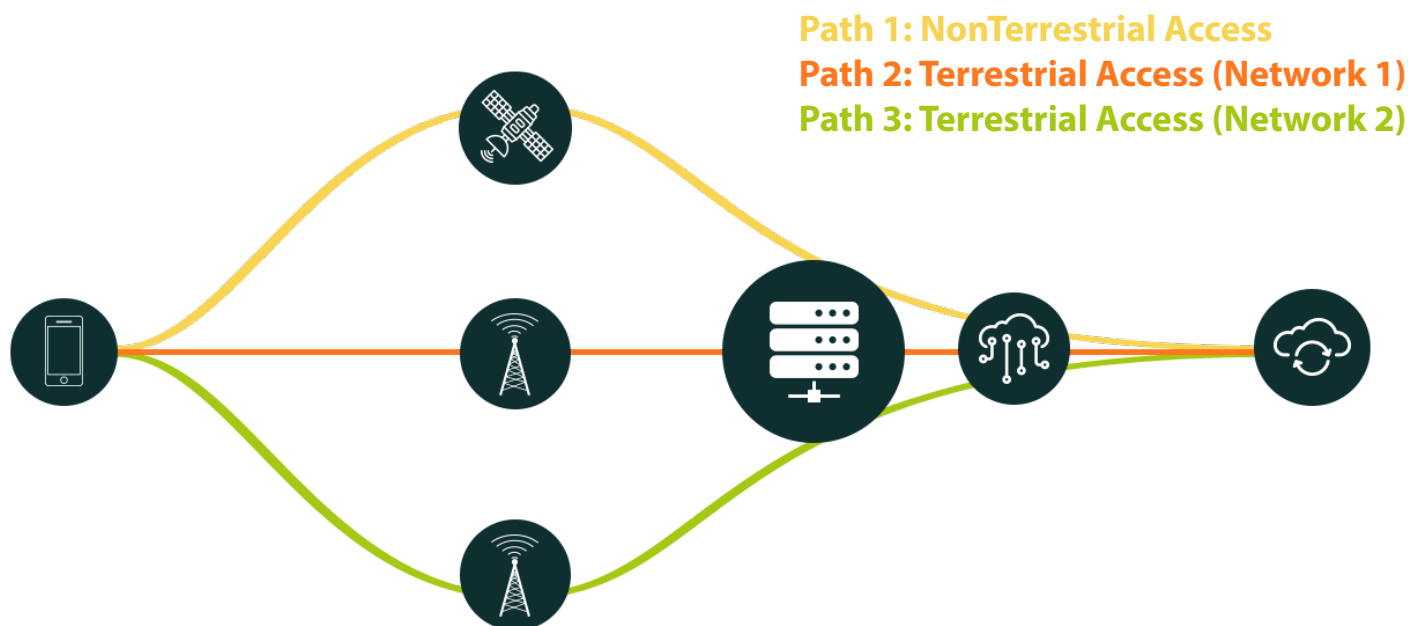 Path 1: NonTerrestrial Access
Path 2: Terrestrial Access (Network 1)
Path 3: Terrestrial Access (Network 2)